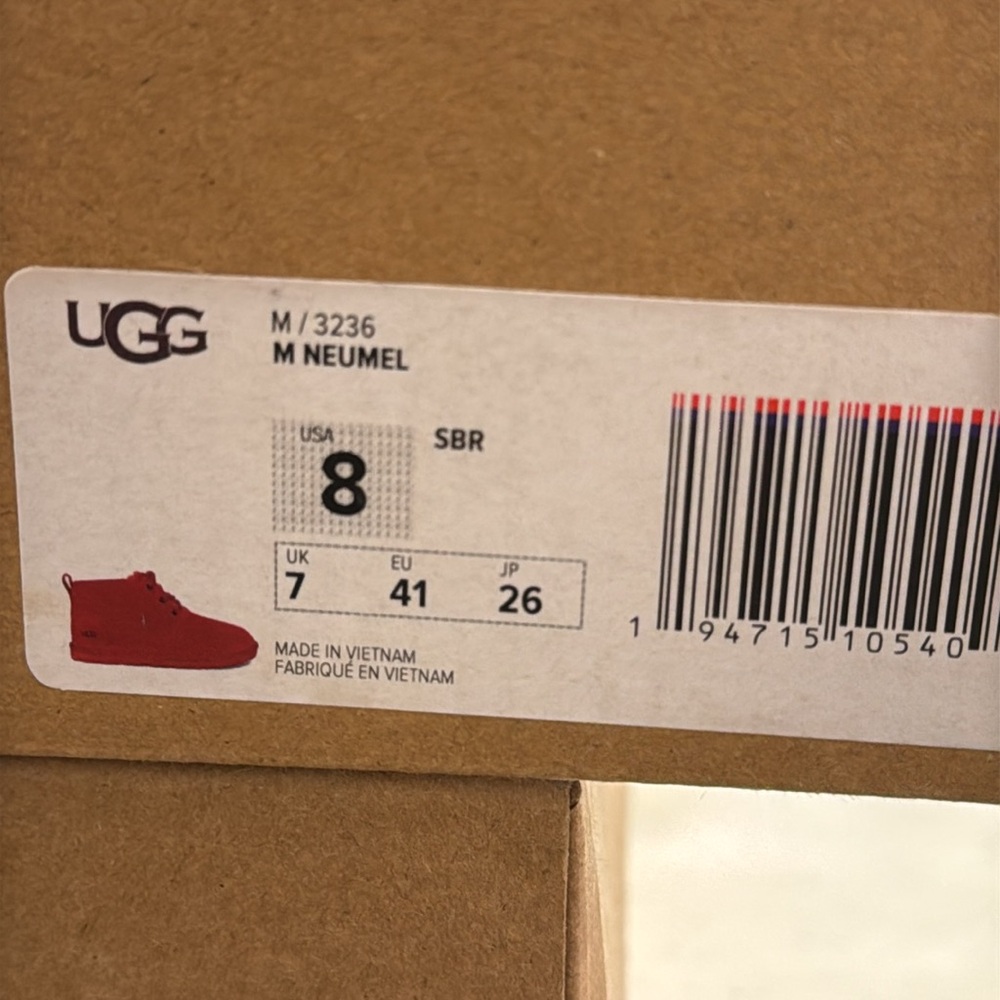 UGG
M / 3236
M NEUMEL
USA
8
SBR
UK EU JP
7 41 26
MADE IN VIETNAM
FABRIQUÉ EN VIETNAM
1 94715 10540